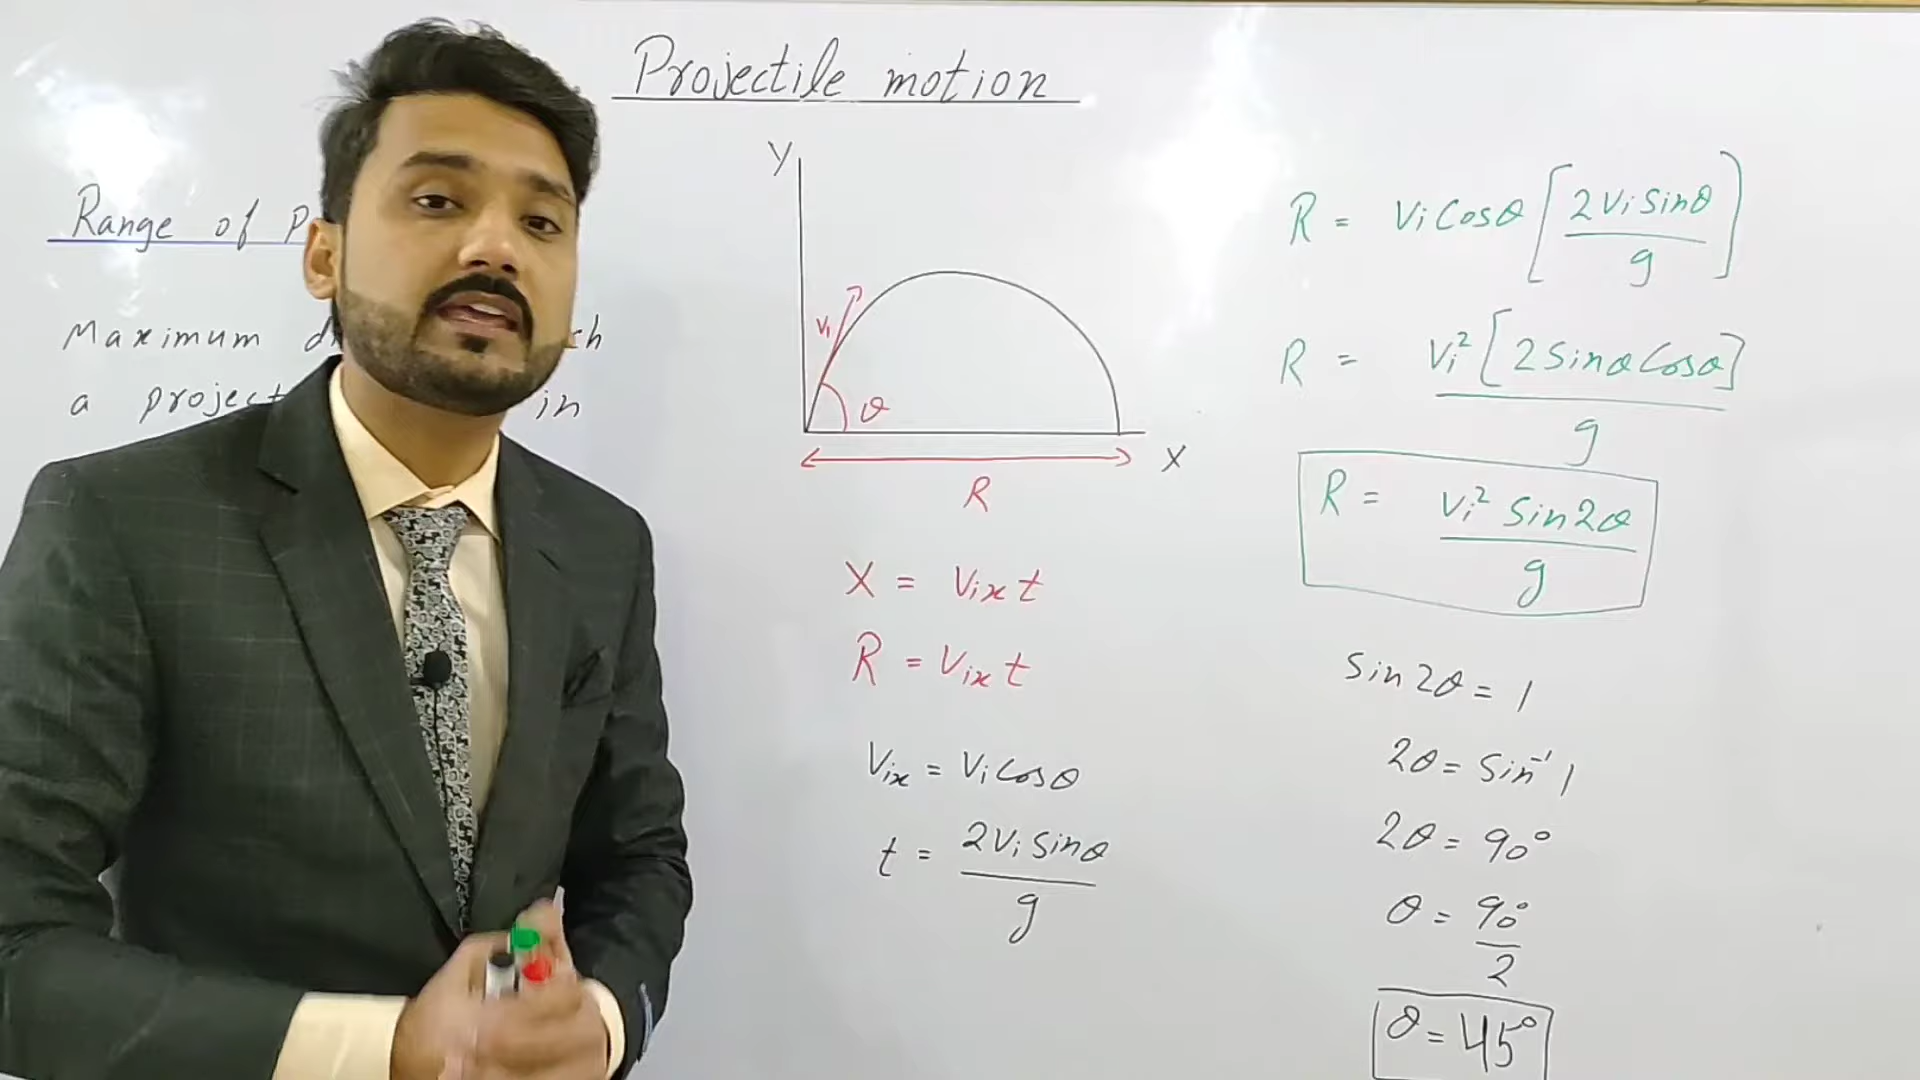 Projectile motion
Range of P
Maximum
a
in
Y
Vi
θ
X
R
X = Vix t
R = Vix t
Vix = Vi Cosθ
t = 2Vi Sinθ / g
R = Vi Cosθ [2Vi Sinθ / g]
R = Vi² [2 Sinθ Cosθ] / g
R = Vi² Sin2θ / g
Sin2θ = 1
2θ = Sin⁻¹ 1
2θ = 90°
θ = 90° / 2
θ = 45°